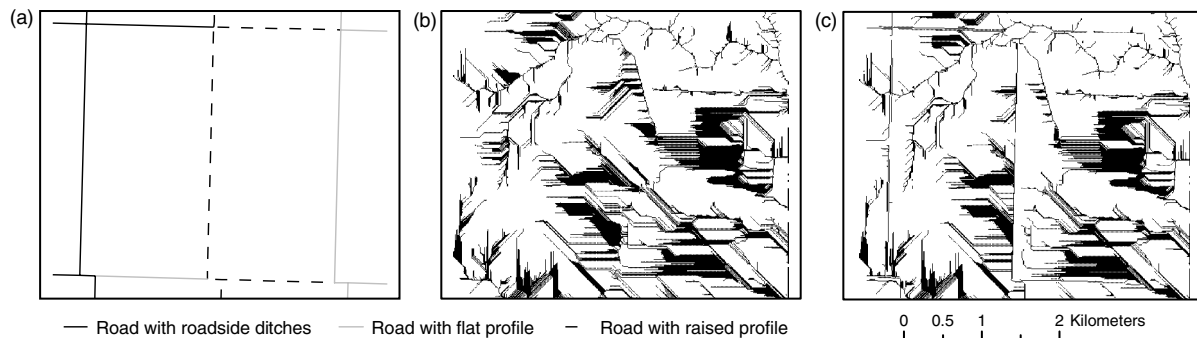 (a)
(b)
(c)
Road with roadside ditches
Road with flat profile
Road with raised profile
0 0.5 1 2 Kilometers